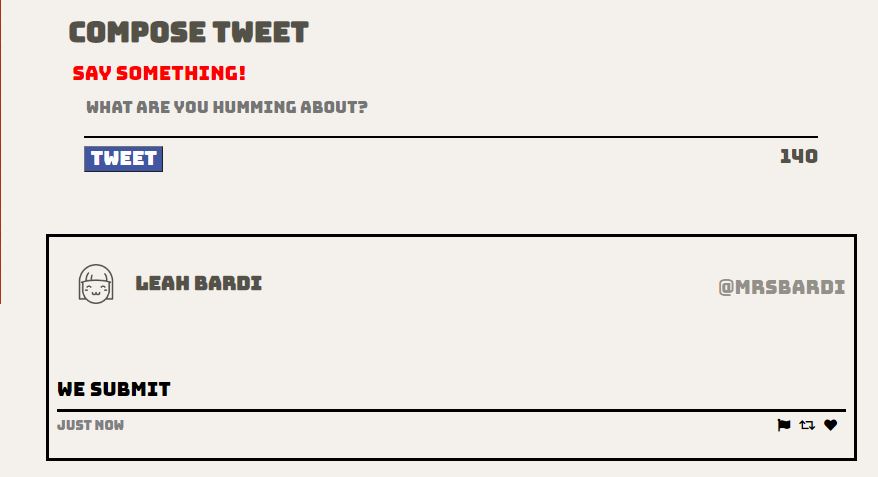 COMPOSE TWEET
SAY SOMETHING!
WHAT ARE YOU HUMMING ABOUT?
TWEET 140
LEAH BARDI @MRSBARDI
WE SUBMIT
JUST NOW